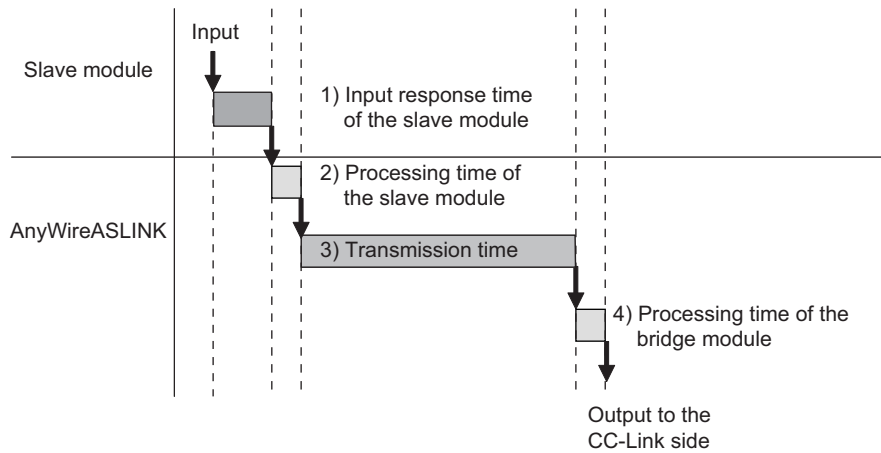 Input
Slave module
1) Input response time
of the slave module
2) Processing time of
the slave module
AnyWireASLINK
3) Transmission time
4) Processing time of the
bridge module
Output to the
CC-Link side